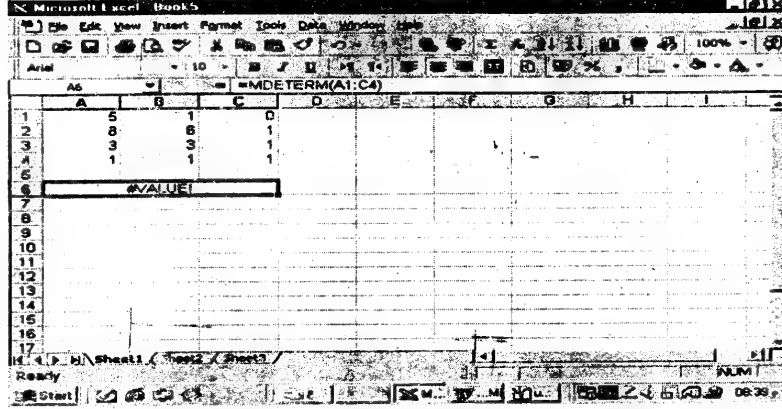 Microsoft Excel - Book5
File Edit View Insert Format Tools Data Window Help
100%
Arial 10 B I U
A6 = =MDETERM(A1:C4)
A B C D E F G H I
1 5 1 0
2 8 6 1
3 3 3 1
4 1 1 1
5
6 #VALUE!
7
8
9
10
11
12
13
14
15
16
17
Sheet1 Sheet2 Sheet3
Ready NUM
Start 08:39